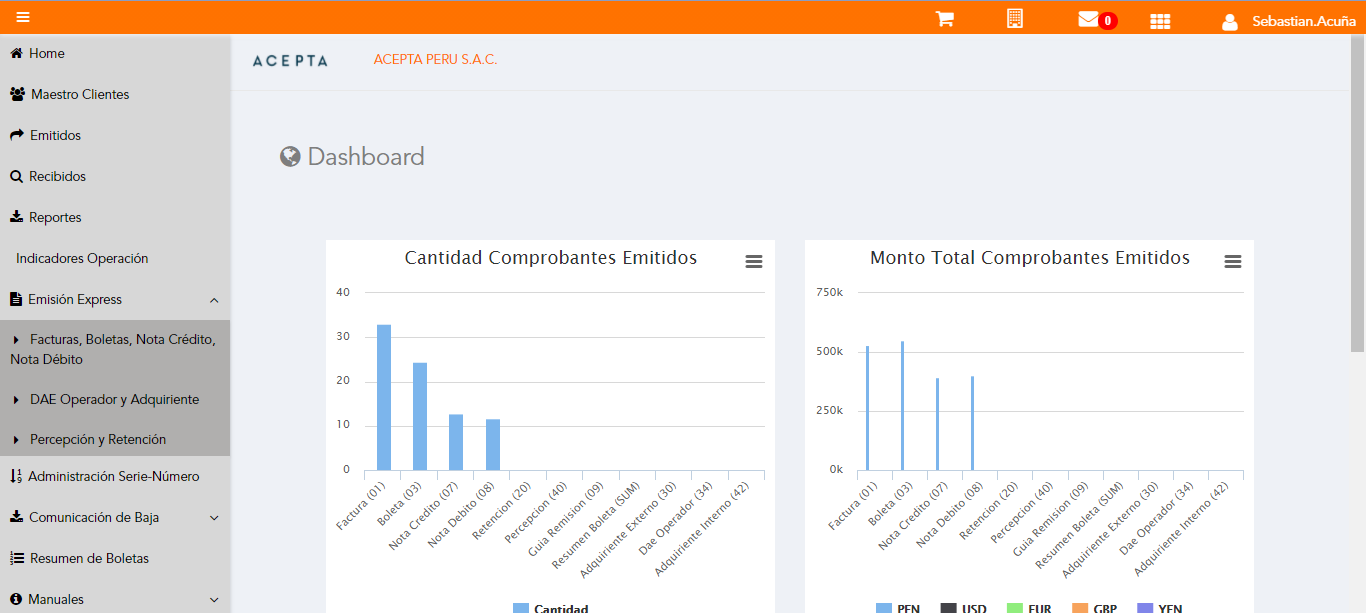 0
Sebastian.Acuña
Home
Maestro Clientes
Emitidos
Recibidos
Reportes
Indicadores Operación
Emisión Express
Facturas, Boletas, Nota Crédito,
Nota Débito
DAE Operador y Adquiriente
Percepción y Retención
Administración Serie-Número
Comunicación de Baja
Resumen de Boletas
Manuales
ACEPTA
ACEPTA PERU S.A.C.
Dashboard
Cantidad Comprobantes Emitidos
40
30
20
10
0
Factura (01)
Boleta (03)
Nota Credito (07)
Nota Debito (08)
Retencion (20)
Percepcion (40)
Guia Remision (09)
Resumen Boleta (SUM)
Adquiriente Externo (30)
Dae Operador (34)
Adquiriente Interno (42)
Cantidad
Monto Total Comprobantes Emitidos
750k
500k
250k
0k
Factura (01)
Boleta (03)
Nota Credito (07)
Nota Debito (08)
Retencion (20)
Percepcion (40)
Guia Remision (09)
Resumen Boleta (SUM)
Adquiriente Externo (30)
Dae Operador (34)
Adquiriente Interno (42)
PEN USD EUR GBP YEN